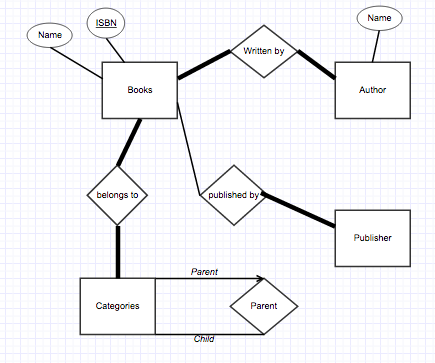 ISBN
Name
Name
Written by
Books
Author
belongs to
published by
Publisher
Parent
Categories
Parent
Child